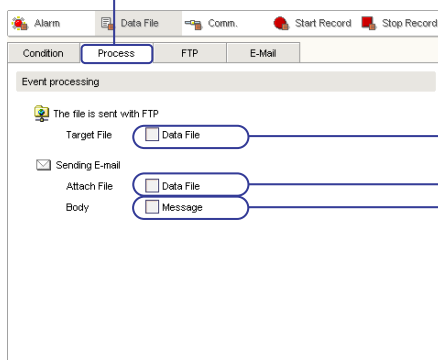 Alarm Data File Comm. Start Record Stop Record
Condition Process FTP E-Mail
Event processing
The file is sent with FTP
Target File Data File
Sending E-mail
Attach File Data File
Body Message